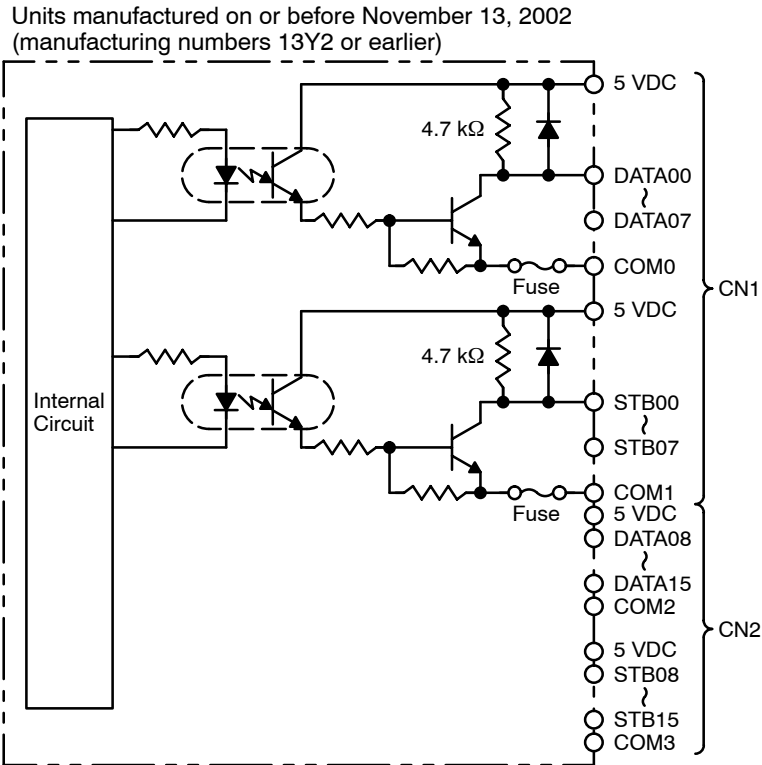 Units manufactured on or before November 13, 2002
(manufacturing numbers 13Y2 or earlier)
5 VDC
4.7 kΩ
DATA00
~
DATA07
COM0
Fuse
CN1
5 VDC
4.7 kΩ
Internal
Circuit
STB00
~
STB07
COM1
Fuse
5 VDC
DATA08
~
DATA15
COM2
CN2
5 VDC
STB08
~
STB15
COM3